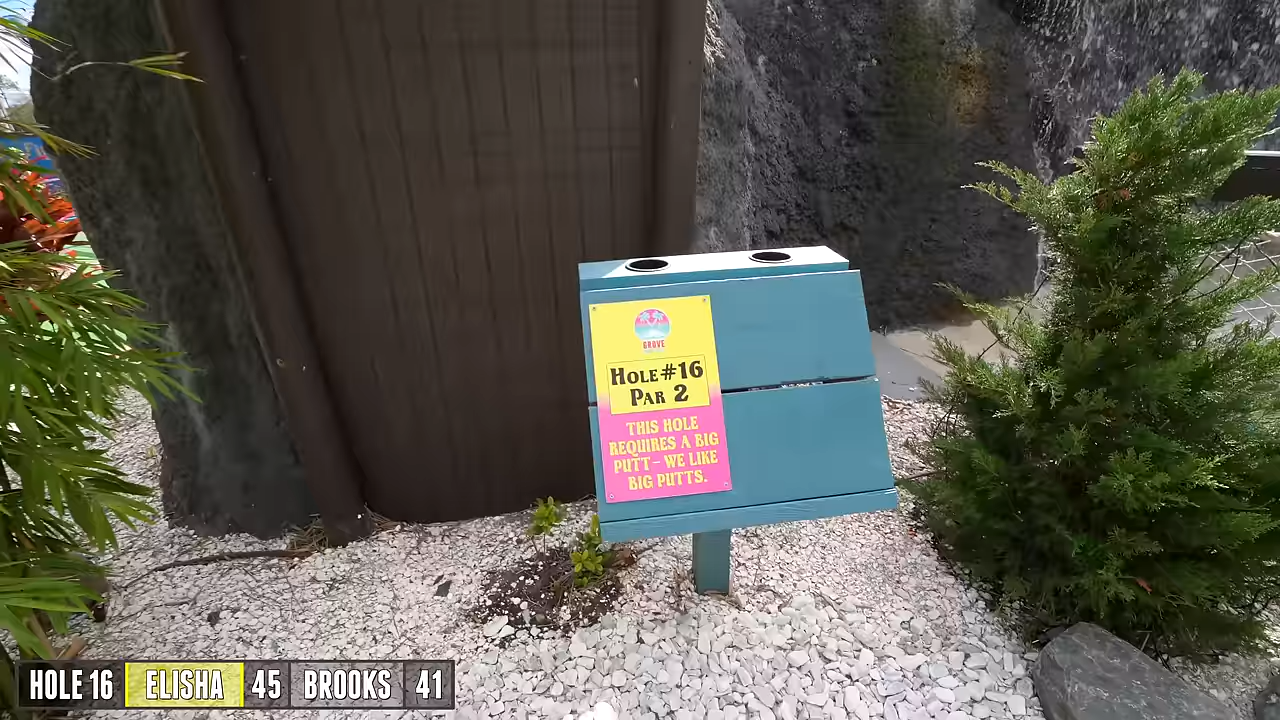 GROVE
HOLE #16
PAR 2
THIS HOLE
REQUIRES A BIG
PUTT - WE LIKE
BIG PUTTS.
HOLE 16 ELISHA 45 BROOKS 41